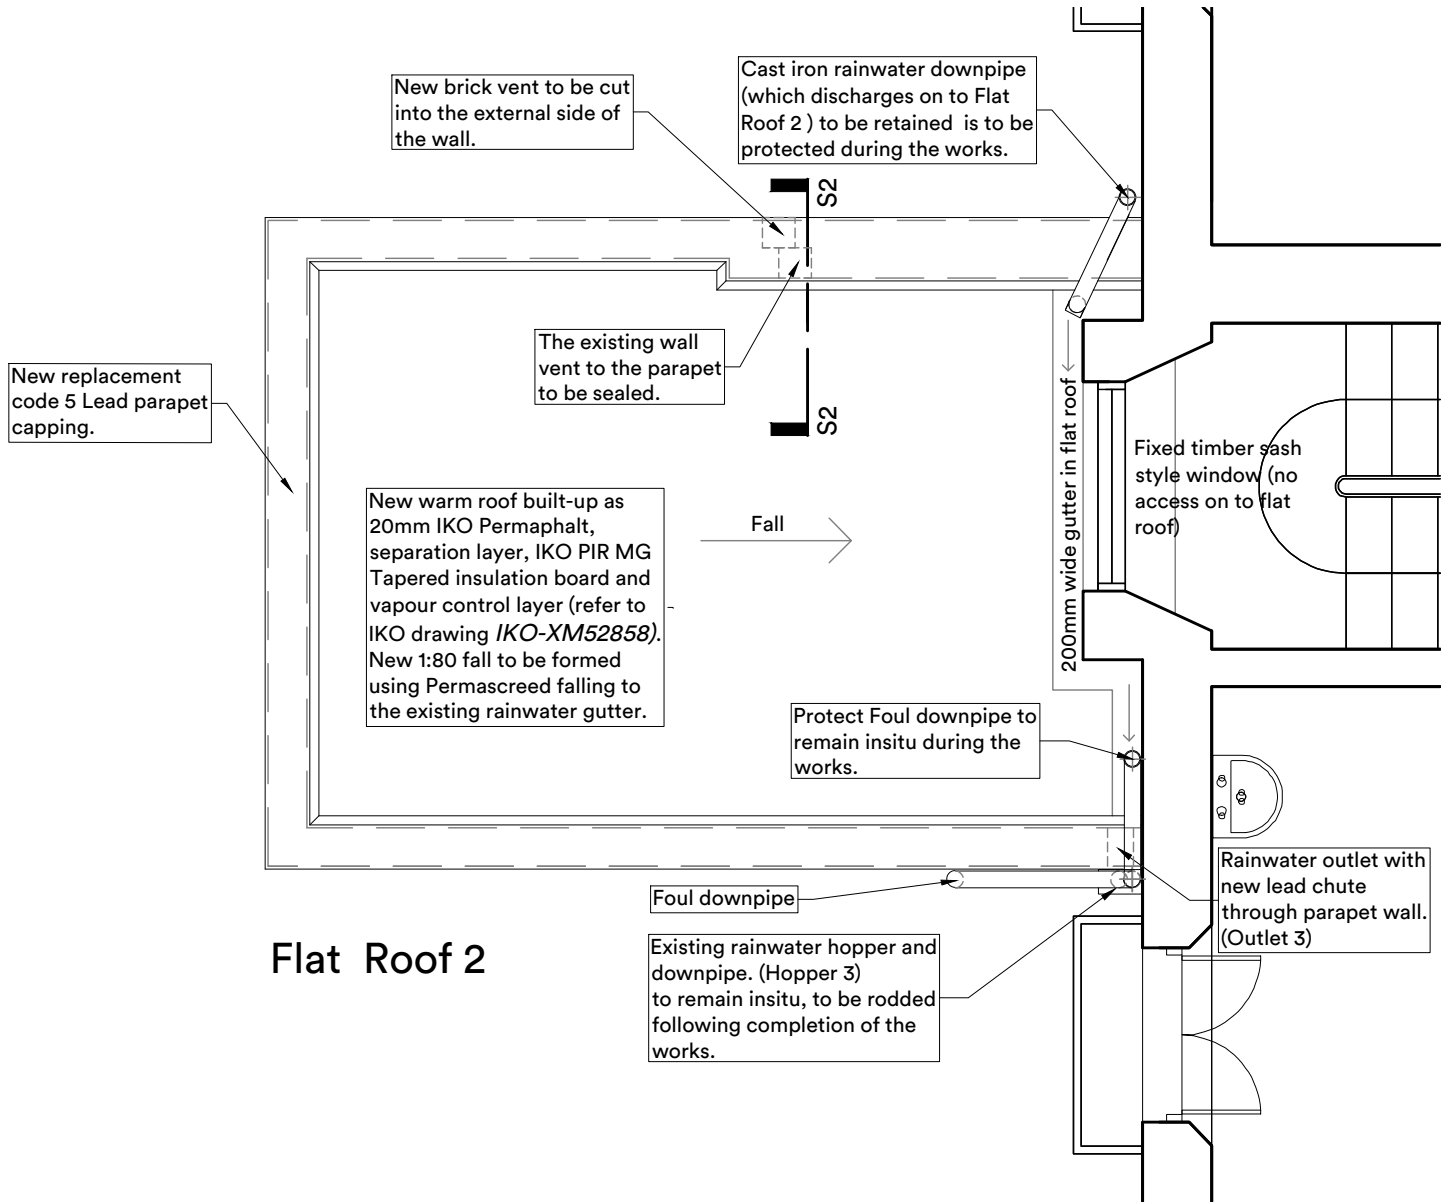 New brick vent to be cut
into the external side of
the wall.
Cast iron rainwater downpipe
(which discharges on to Flat
Roof 2 ) to be retained is to be
protected during the works.
S2
The existing wall
vent to the parapet
to be sealed.
New replacement
code 5 Lead parapet
capping.
S2
200mm wide gutter in flat roof
Fixed timber sash
style window (no
access on to flat
roof)
New warm roof built-up as
20mm IKO Permaphalt,
separation layer, IKO PIR MG
Tapered insulation board and
vapour control layer (refer to
IKO drawing IKO-XM52858).
New 1:80 fall to be formed
using Permascreed falling to
the existing rainwater gutter.
Fall
Protect Foul downpipe to
remain insitu during the
works.
Rainwater outlet with
new lead chute
through parapet wall.
(Outlet 3)
Foul downpipe
Existing rainwater hopper and
downpipe. (Hopper 3)
to remain insitu, to be rodded
following completion of the
works.
Flat Roof 2